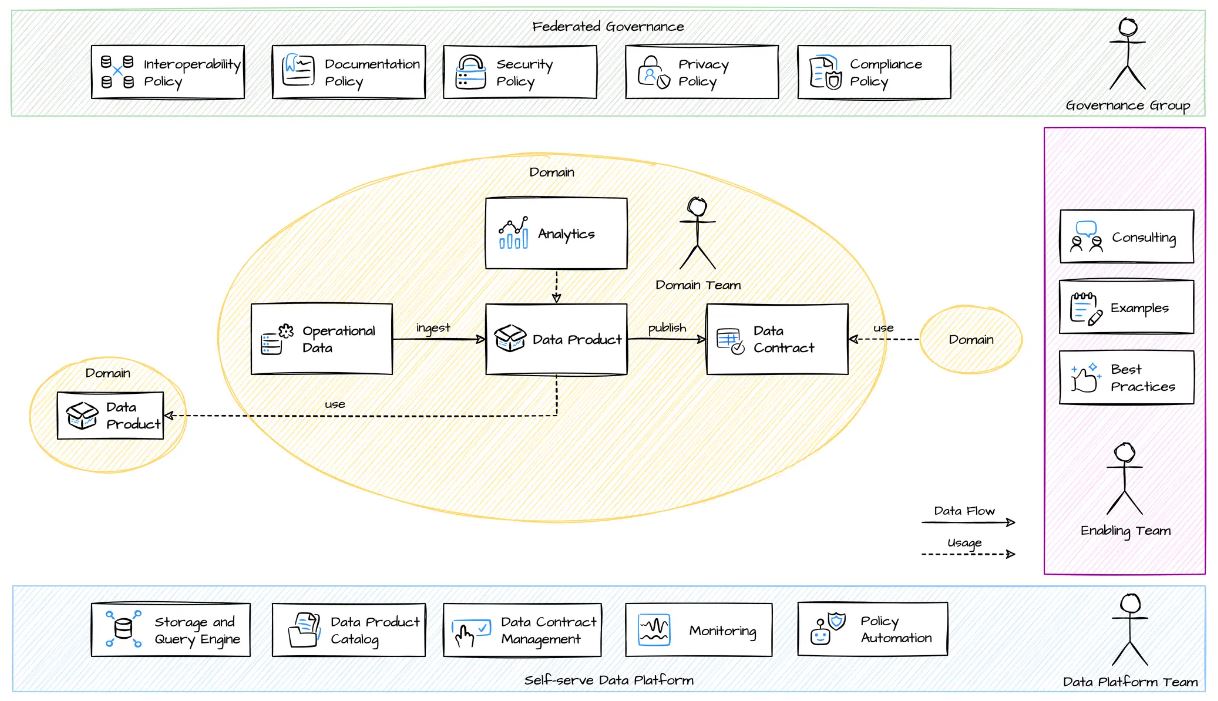 Federated Governance
Interoperability
Policy
Documentation
Policy
Security
Policy
Privacy
Policy
Compliance
Policy
Governance Group
Domain
Analytics
Domain Team
Operational
Data
ingest
Data Product
publish
Data
Contract
use
Domain
Domain
Data
Product
use
Consulting
Examples
Best
Practices
Enabling Team
Data Flow
Usage
Storage and
Query Engine
Data Product
Catalog
Data Contract
Management
Monitoring
Policy
Automation
Self-serve Data Platform
Data Platform Team